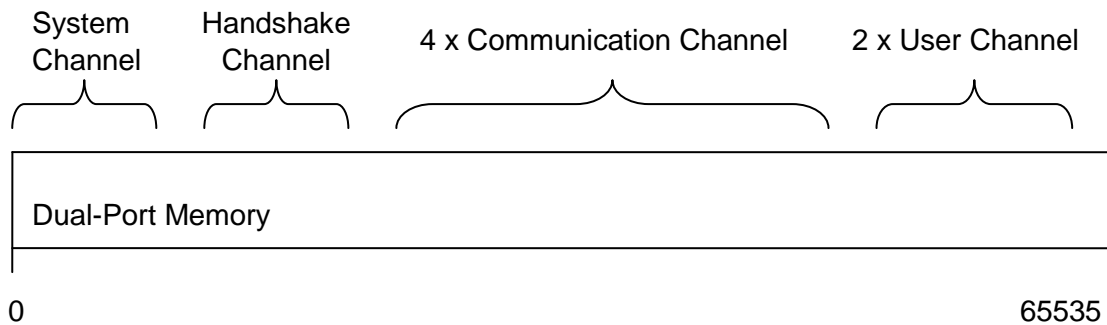 System
Channel
Handshake
Channel
4 x Communication Channel
2 x User Channel
Dual-Port Memory
0
65535